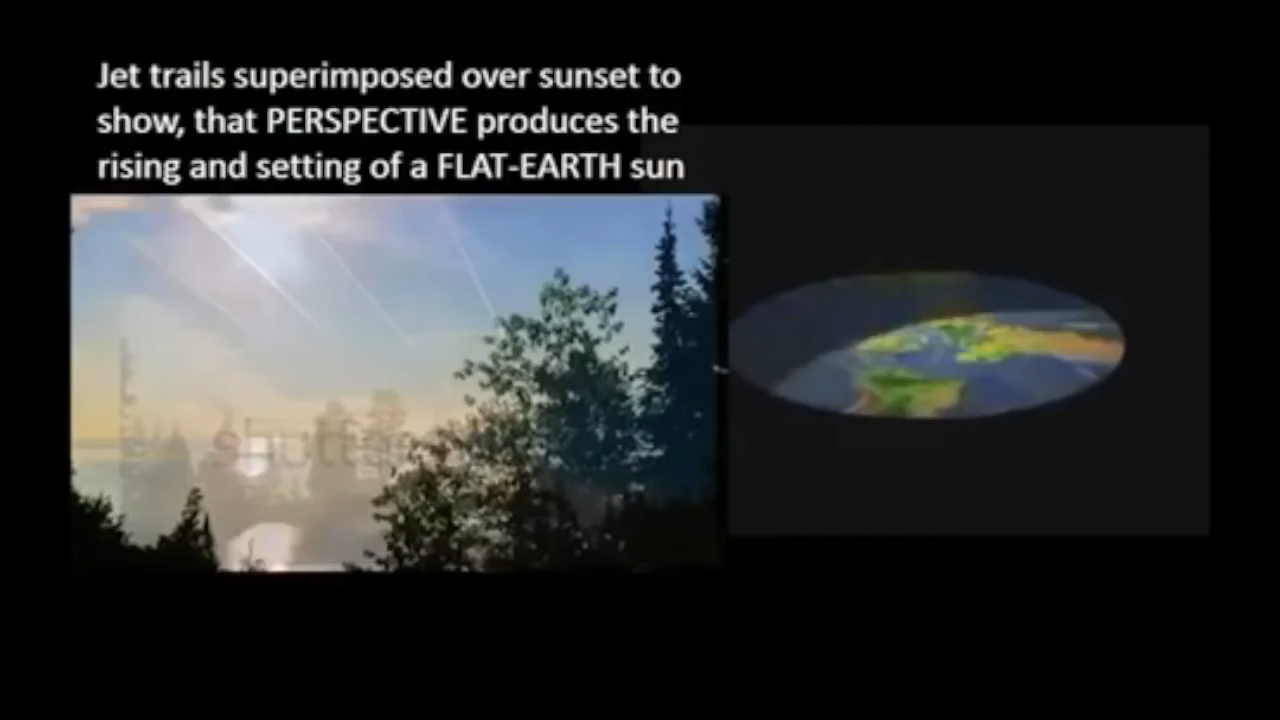 Jet trails superimposed over sunset to
show, that PERSPECTIVE produces the
rising and setting of a FLAT-EARTH sun